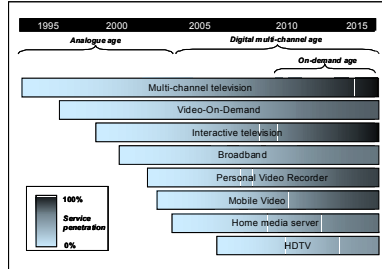 1995 2000 2005 2010 2015
Analogue age Digital multi-channel age
On-demand age
Multi-channel television
Video-On-Demand
Interactive television
Broadband
Personal Video Recorder
Mobile Video
Home media server
HDTV
100%
Service
penetration
0%